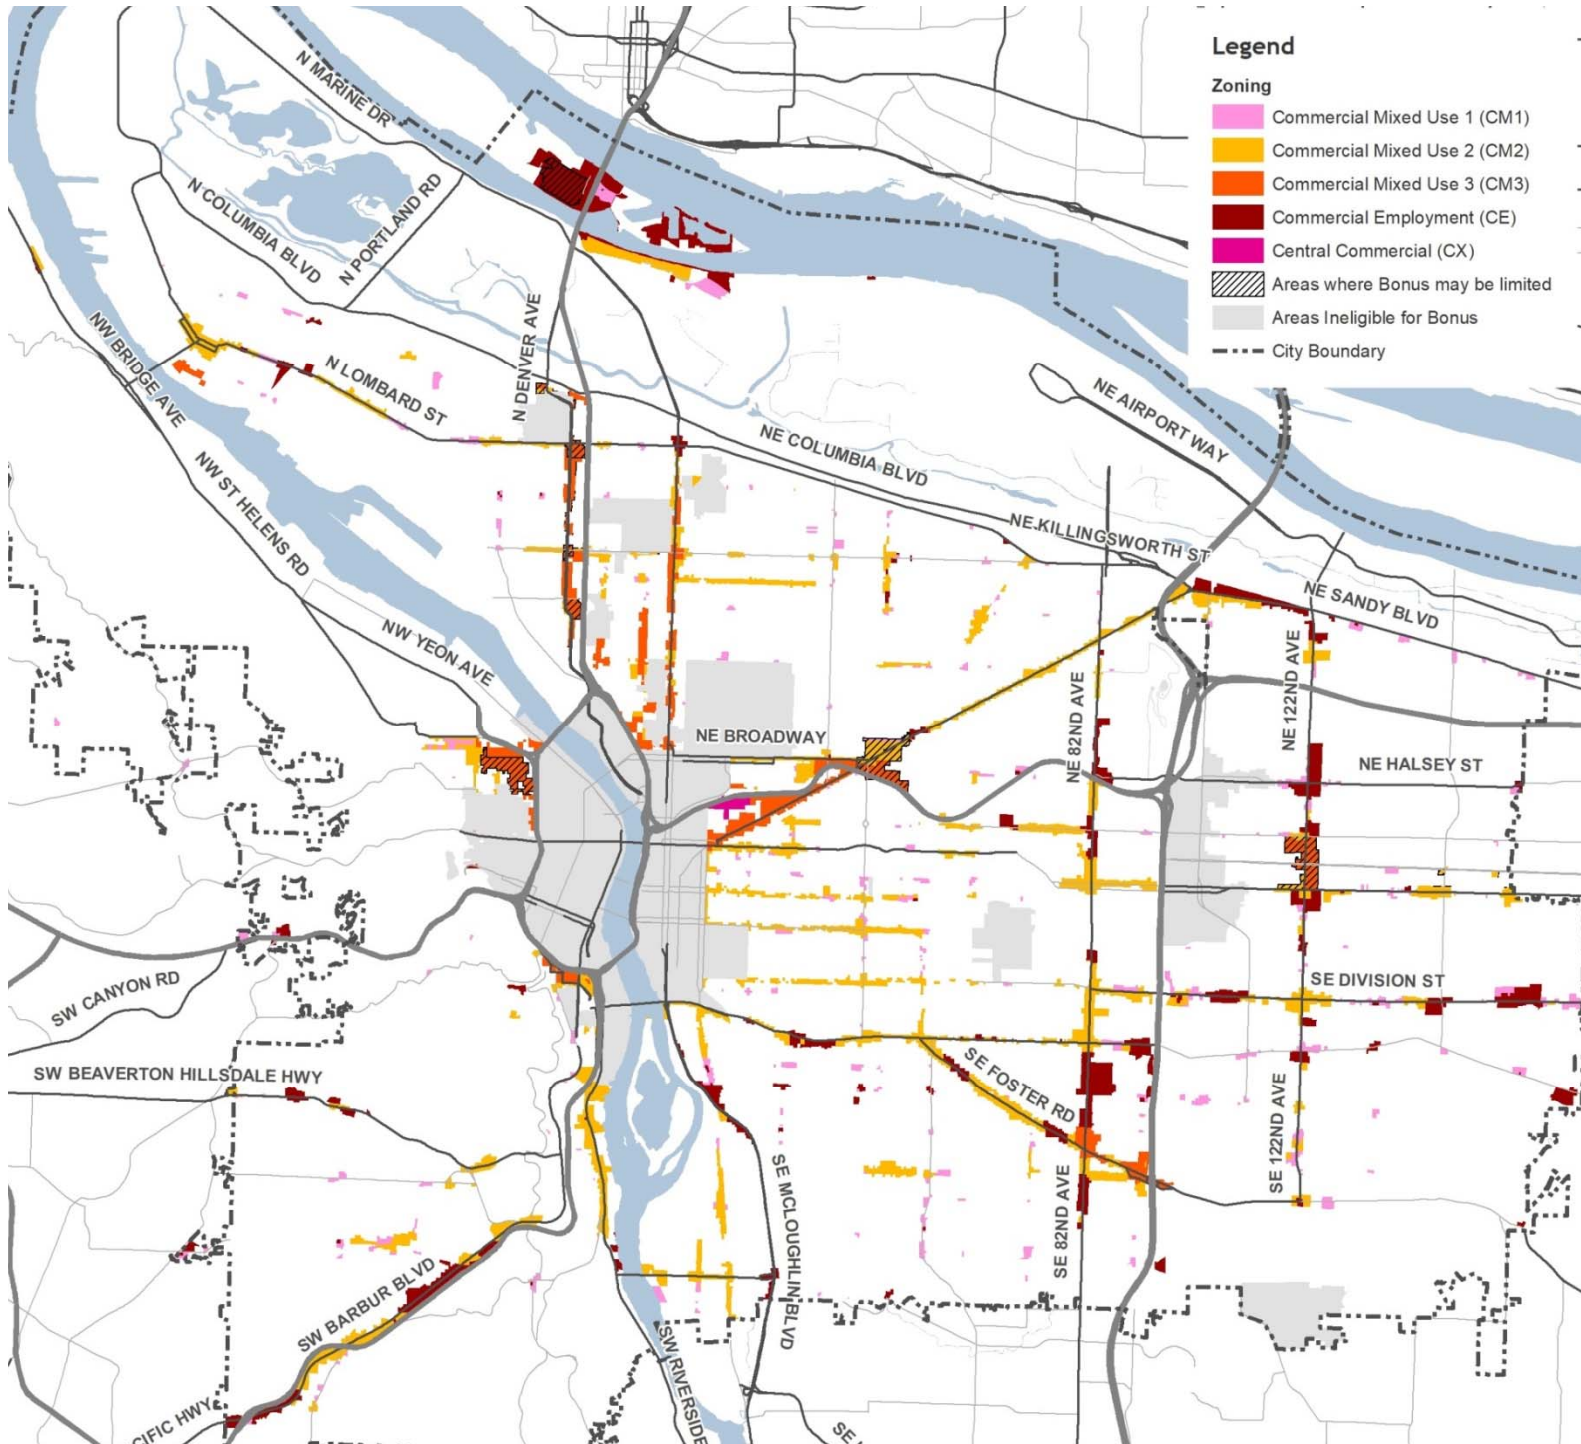 Legend
Zoning
Commercial Mixed Use 1 (CM1)
Commercial Mixed Use 2 (CM2)
Commercial Mixed Use 3 (CM3)
Commercial Employment (CE)
Central Commercial (CX)
Areas where Bonus may be limited
Areas Ineligible for Bonus
City Boundary
N MARINE DR
N COLUMBIA BLVD
N PORTLAND RD
NW BRIDGE AVE
N LOMBARD ST
N DENVER AVE
NE AIRPORT WAY
NE COLUMBIA BLVD
NW ST HELENS RD
NE KILLINGSWORTH ST
NE SANDY BLVD
NW YEON AVE
NE 82ND AVE
NE 122ND AVE
NE BROADWAY
NE HALSEY ST
SW CANYON RD
SE DIVISION ST
SW BEAVERTON HILLSDALE HWY
SE FOSTER RD
SE 122ND AVE
SE 82ND AVE
SE MCLOUGHLIN BLVD
SW BARBUR BLVD
SW RIVERSIDE
CIFIC HWY
SE